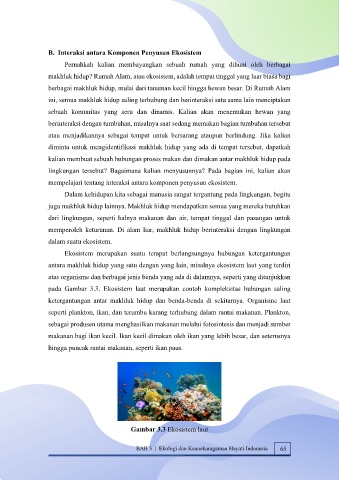 B. Interaksi antara Komponen Penyusun Ekosistem
Pernahkah kalian membayangkan sebuah rumah yang dihuni oleh berbagai
makhluk hidup? Rumah Alam, atau ekosistem, adalah tempat tinggal yang luar biasa bagi
berbagai makhluk hidup, mulai dari tanaman kecil hingga hewan besar. Di Rumah Alam
ini, semua makhluk hidup saling terhubung dan berinteraksi satu sama lain menciptakan
sebuah komunitas yang seru dan dinamis. Kalian akan menemukan hewan yang
berinteraksi dengan tumbuhan, misalnya saat sedang memakan bagian tumbuhan tersebut
atau menjadikannya sebagai tempat untuk bersarang ataupun berlindung. Jika kalian
diminta untuk mengidentifikasi makhluk hidup yang ada di tempat tersebut, dapatkah
kalian membuat sebuah hubungan proses makan dan dimakan antar makhluk hidup pada
lingkungan tersebut? Bagaimana kalian menyusunnya? Pada bagian ini, kalian akan
mempelajari tentang interaksi antara komponen penyusun ekosistem.
Dalam kehidupan kita sebagai manusia sangat tergantung pada lingkungan, begitu
juga makhluk hidup lainnya. Makhluk hidup mendapatkan semua yang mereka butuhkan
dari lingkungan, seperti halnya makanan dan air, tempat tinggal dan pasangan untuk
memperoleh keturunan. Di alam liar, makhluk hidup berinteraksi dengan lingkungan
dalam suatu ekosistem.
Ekosistem merupakan suatu tempat berlangsungnya hubungan ketergantungan
antara makhluk hidup yang satu dengan yang lain, misalnya ekosistem laut yang terdiri
atas organisme dan berbagai jenis benda yang ada di dalamnya, seperti yang ditunjukkan
pada Gambar 3.3. Ekosistem laut merupakan contoh kompleksitas hubungan saling
ketergantungan antar makhluk hidup dan benda-benda di sekitarnya. Organisme laut
seperti plankton, ikan, dan terumbu karang terhubung dalam rantai makanan. Plankton,
sebagai produsen utama menghasilkan makanan melalui fotosintesis dan menjadi sumber
makanan bagi ikan kecil. Ikan kecil dimakan oleh ikan yang lebih besar, dan seterusnya
hingga puncak rantai makanan, seperti ikan paus.
Gambar 3.3 Ekosistem laut
BAB 3 | Ekologi dan Keanekaragaman Hayati Indonesia 65